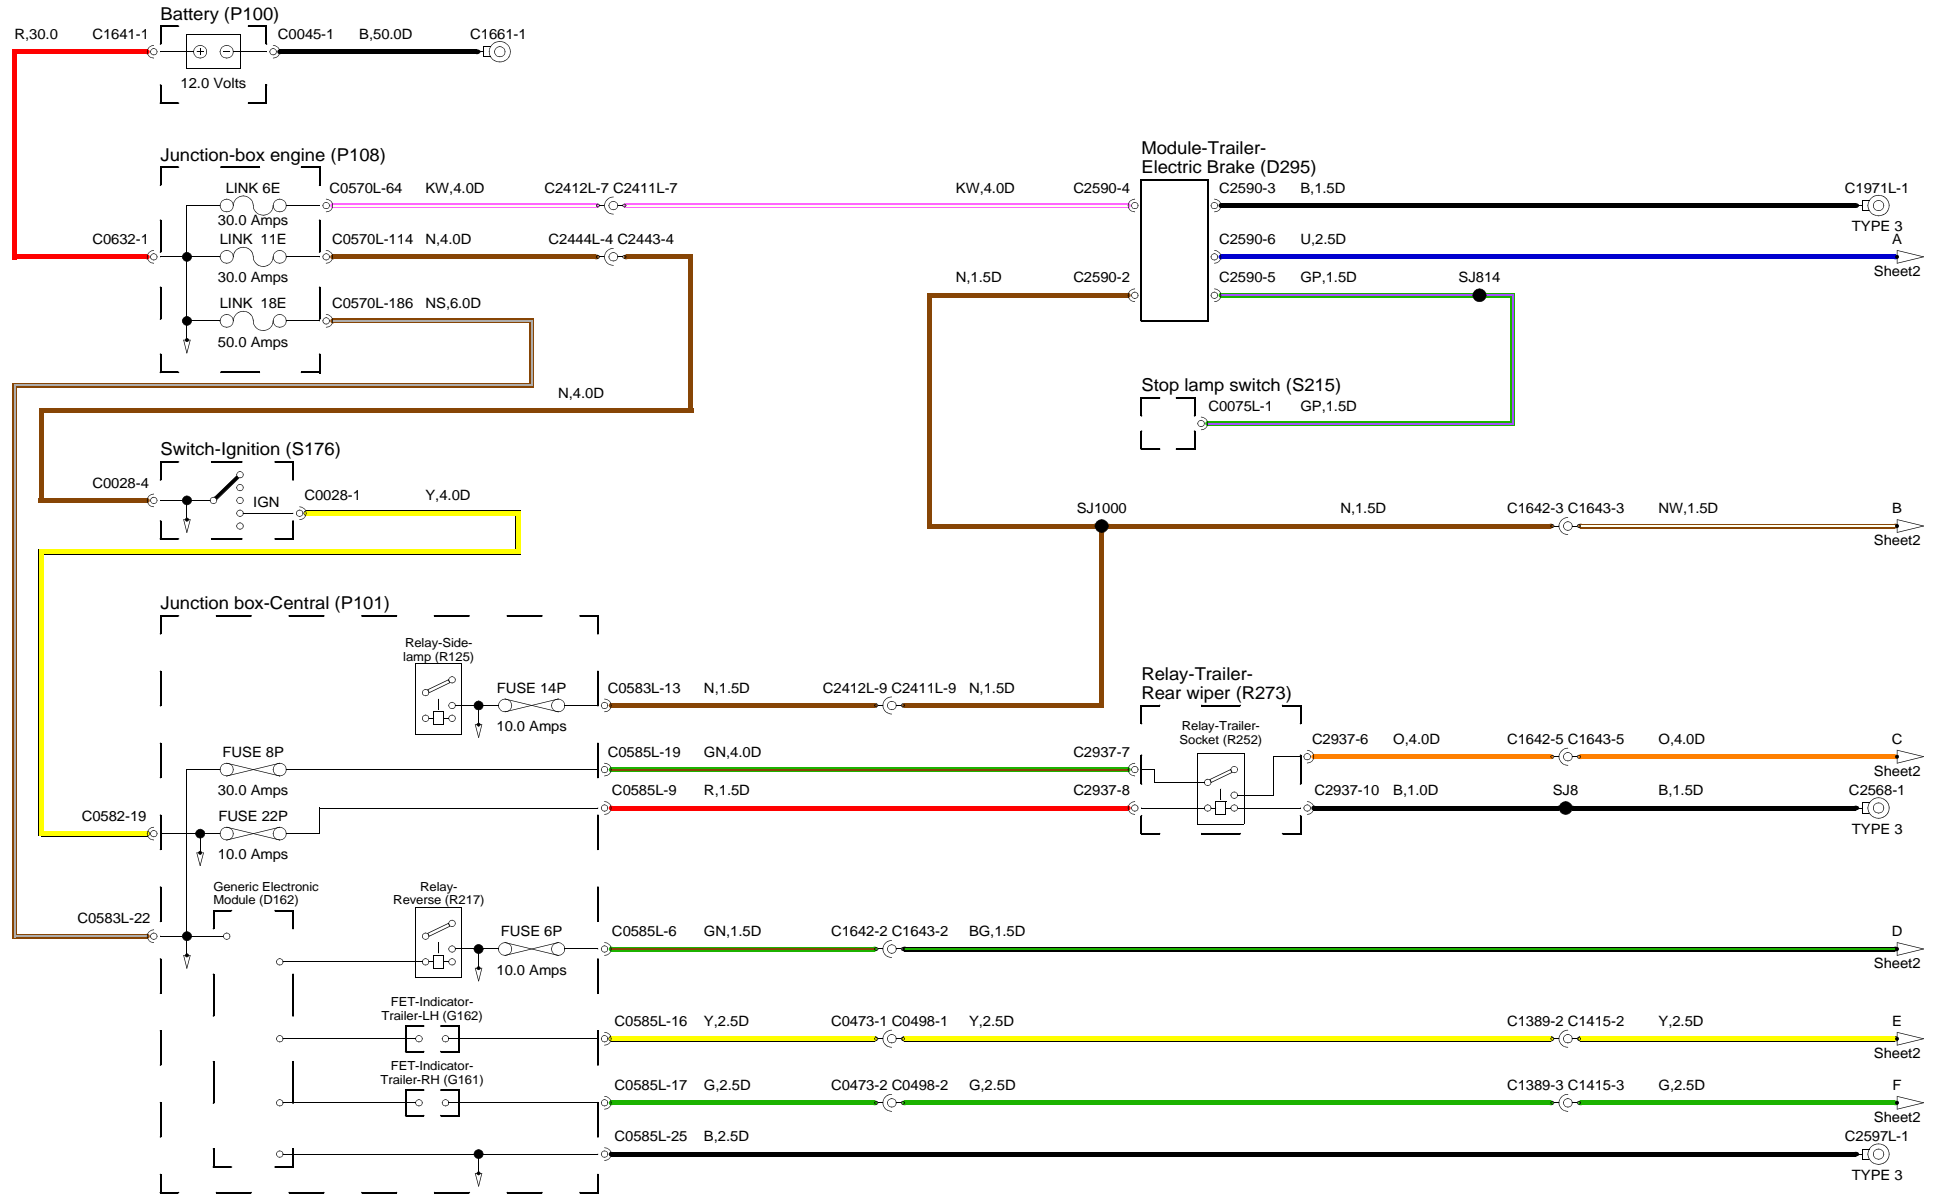 Battery (P100)
R,30.0 C1641-1 C0045-1 B,50.0D C1661-1
12.0 Volts
Junction-box engine (P108)
Module-Trailer-
Electric Brake (D295)
LINK 6E C0570L-64 KW,4.0D C2412L-7 C2411L-7 KW,4.0D C2590-4 C2590-3 B,1.5D C1971L-1
30.0 Amps TYPE 3
C0632-1 LINK 11E C0570L-114 N,4.0D C2444L-4 C2443-4 C2590-6 U,2.5D A
30.0 Amps Sheet2
N,1.5D C2590-2 C2590-5 GP,1.5D SJ814
LINK 18E C0570L-186 NS,6.0D
50.0 Amps
Stop lamp switch (S215)
N,4.0D C0075L-1 GP,1.5D
Switch-Ignition (S176)
C0028-4 IGN C0028-1 Y,4.0D
SJ1000 N,1.5D C1642-3 C1643-3 NW,1.5D B
Sheet2
Junction box-Central (P101)
Relay-Side-
lamp (R125)
Relay-Trailer-
Rear wiper (R273)
FUSE 14P C0583L-13 N,1.5D C2412L-9 C2411L-9 N,1.5D
10.0 Amps
Relay-Trailer-
Socket (R252)
FUSE 8P C0585L-19 GN,4.0D C2937-7 C2937-6 O,4.0D C1642-5 C1643-5 O,4.0D C
30.0 Amps Sheet2
C0585L-9 R,1.5D C2937-8 C2937-10 B,1.0D SJ8 B,1.5D C2568-1
C0582-19 FUSE 22P TYPE 3
10.0 Amps
Generic Electronic
Module (D162)
Relay-
Reverse (R217)
C0583L-22 FUSE 6P C0585L-6 GN,1.5D C1642-2 C1643-2 BG,1.5D D
10.0 Amps Sheet2
FET-Indicator-
Trailer-LH (G162)
C0585L-16 Y,2.5D C0473-1 C0498-1 Y,2.5D C1389-2 C1415-2 Y,2.5D E
Sheet2
FET-Indicator-
Trailer-RH (G161)
C0585L-17 G,2.5D C0473-2 C0498-2 G,2.5D C1389-3 C1415-3 G,2.5D F
Sheet2
C0585L-25 B,2.5D C2597L-1
TYPE 3